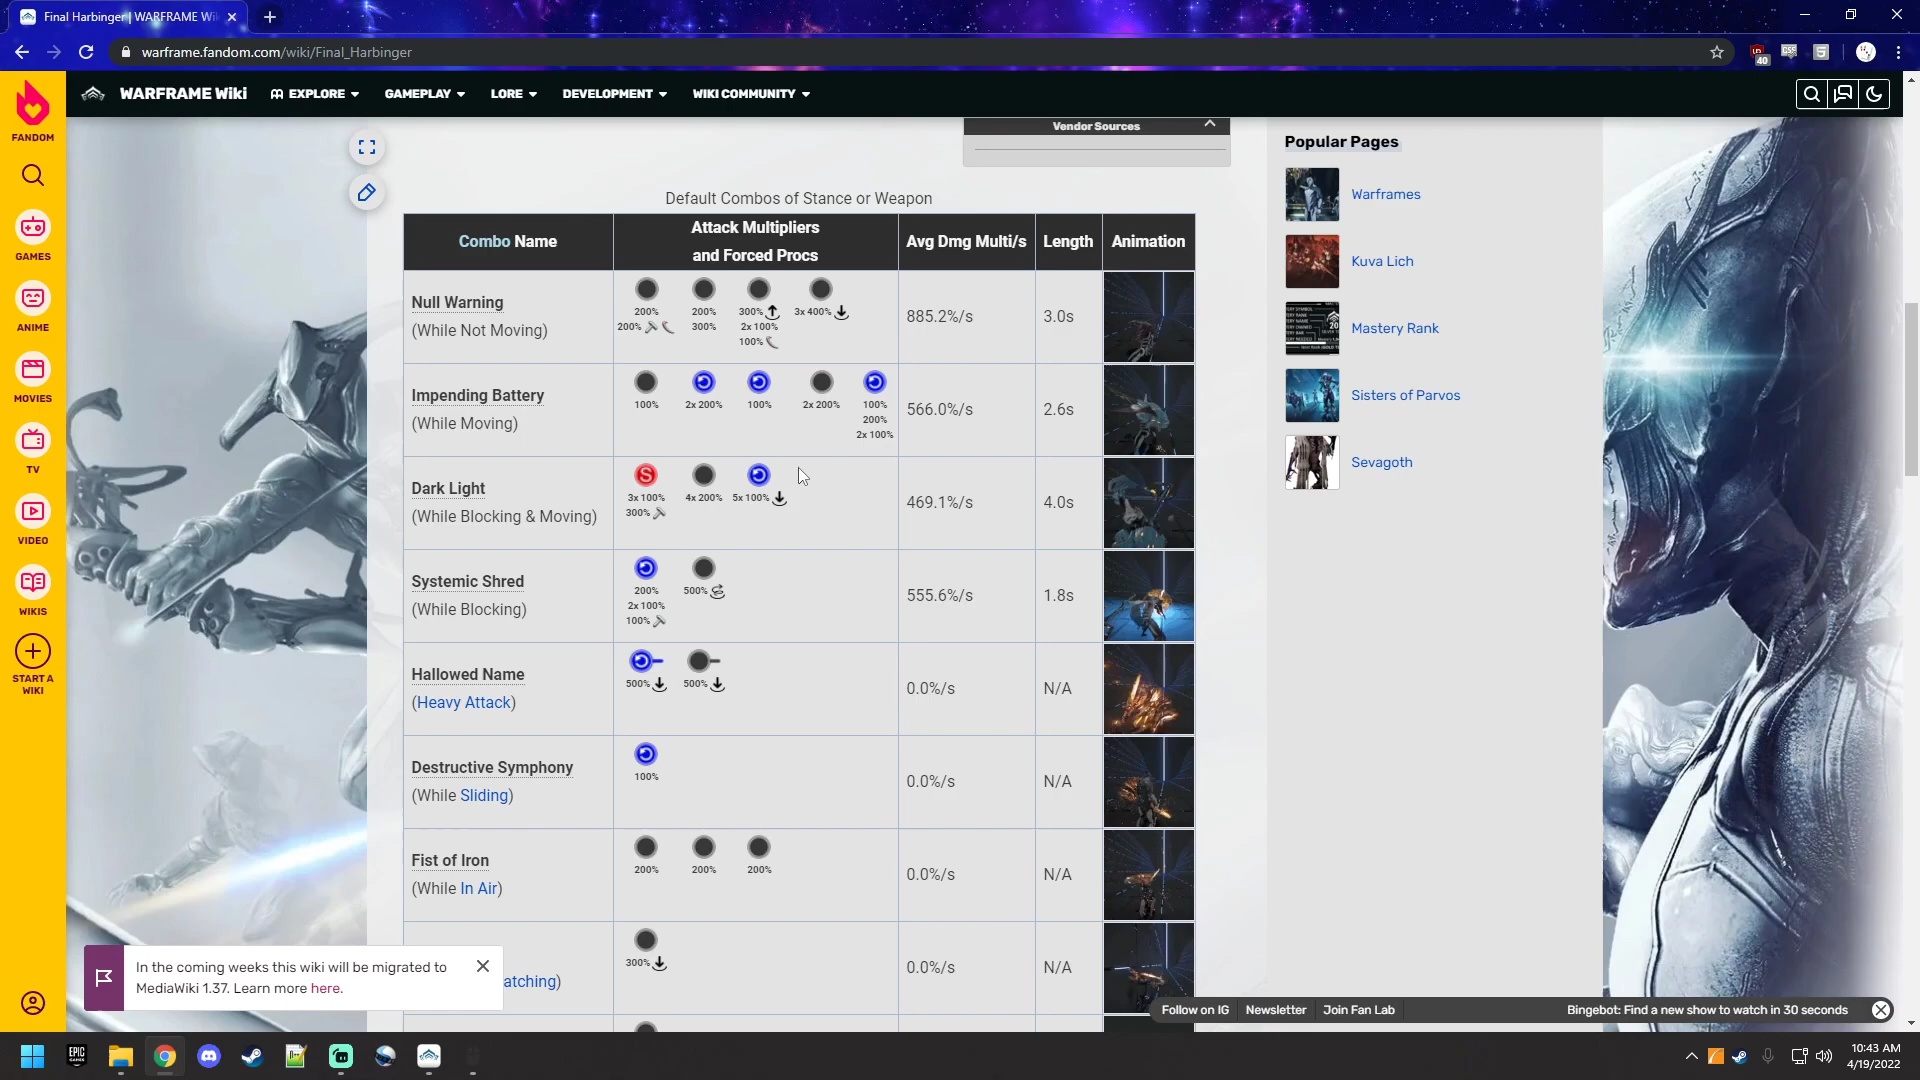 Final Harbinger | WARFRAME Wi
warframe.fandom.com/wiki/Final_Harbinger
40
FANDOM
GAMES
ANIME
MOVIES
TV
VIDEO
WIKIS
START A
WIKI
WARFRAME Wiki
EXPLORE
GAMEPLAY
LORE
DEVELOPMENT
WIKI COMMUNITY
Vendor Sources
Default Combos of Stance or Weapon
Combo Name
Attack Multipliers
and Forced Procs
Avg Dmg Multi/s
Length
Animation
Null Warning
(While Not Moving)
200% 200% 300% 3x 400%
200% 300% 2x 100%
100%
885.2%/s
3.0s
Impending Battery
(While Moving)
100% 2x 200% 100% 2x 200% 100%
200%
2x 100%
566.0%/s
2.6s
Dark Light
(While Blocking & Moving)
S
3x 100% 4x 200% 5x 100%
300%
469.1%/s
4.0s
Systemic Shred
(While Blocking)
200% 500%
2x 100%
100%
555.6%/s
1.8s
Hallowed Name
(Heavy Attack)
500% 500%
0.0%/s
N/A
Destructive Symphony
(While Sliding)
100%
0.0%/s
N/A
Fist of Iron
(While In Air)
200% 200% 200%
0.0%/s
N/A
atching)
300%
0.0%/s
N/A
Popular Pages
Warframes
Kuva Lich
Mastery Rank
Sisters of Parvos
Sevagoth
In the coming weeks this wiki will be migrated to
MediaWiki 1.37. Learn more here.
Follow on IG
Newsletter
Join Fan Lab
Bingebot: Find a new show to watch in 30 seconds
EPIC
GAMES
10:43 AM
4/19/2022